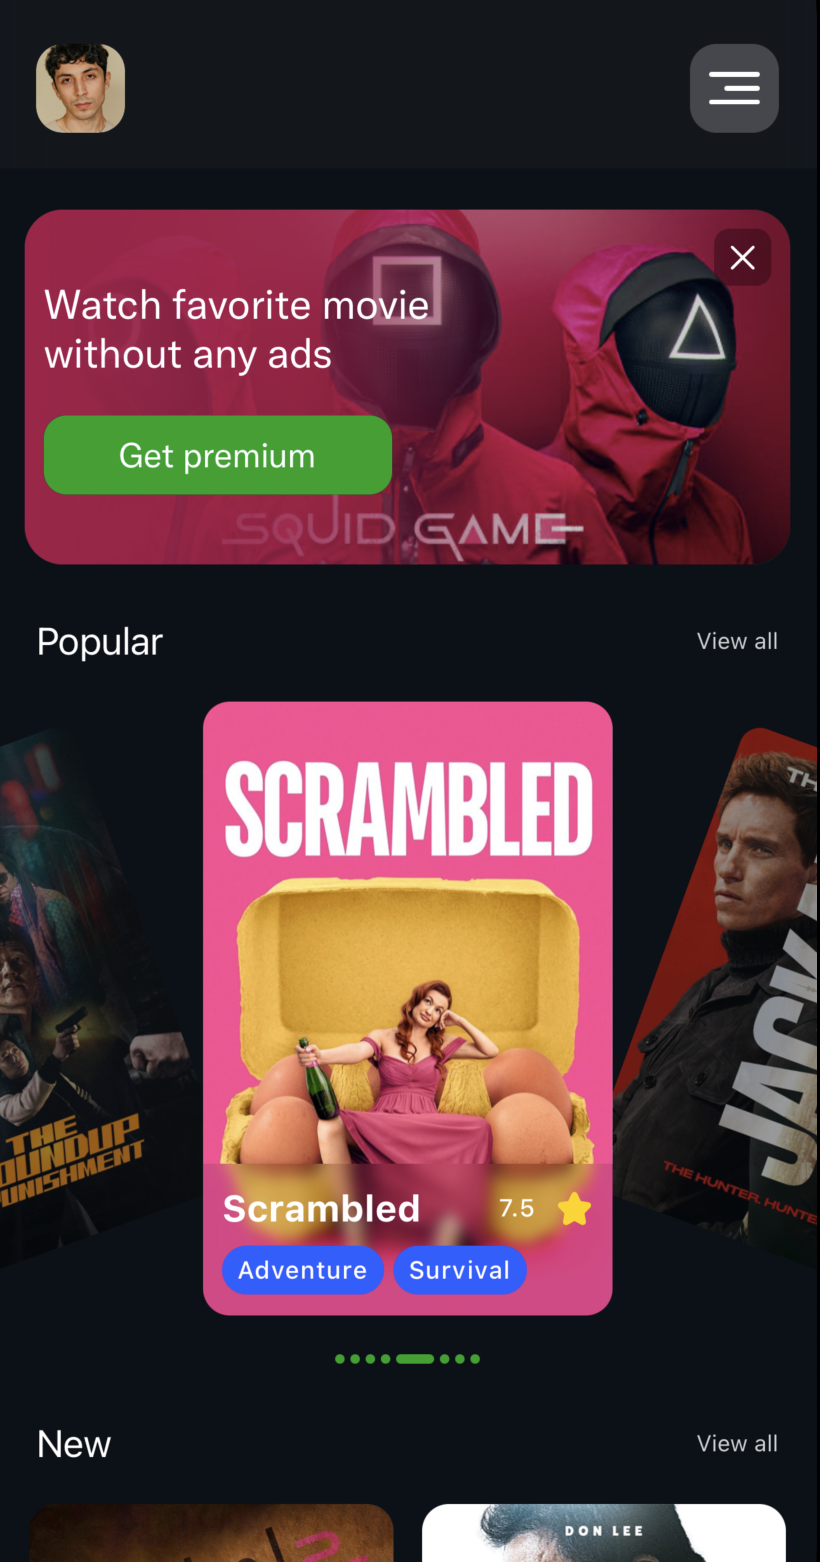 Watch favorite movie
without any ads
Get premium
SQUID GAME
Popular
View all
SCRAMBLED
THE
PUNISHMENT
TH
JACK
THE HUNTER. HUNTE
Scrambled
7.5
Adventure
Survival
New
View all
DON LEE